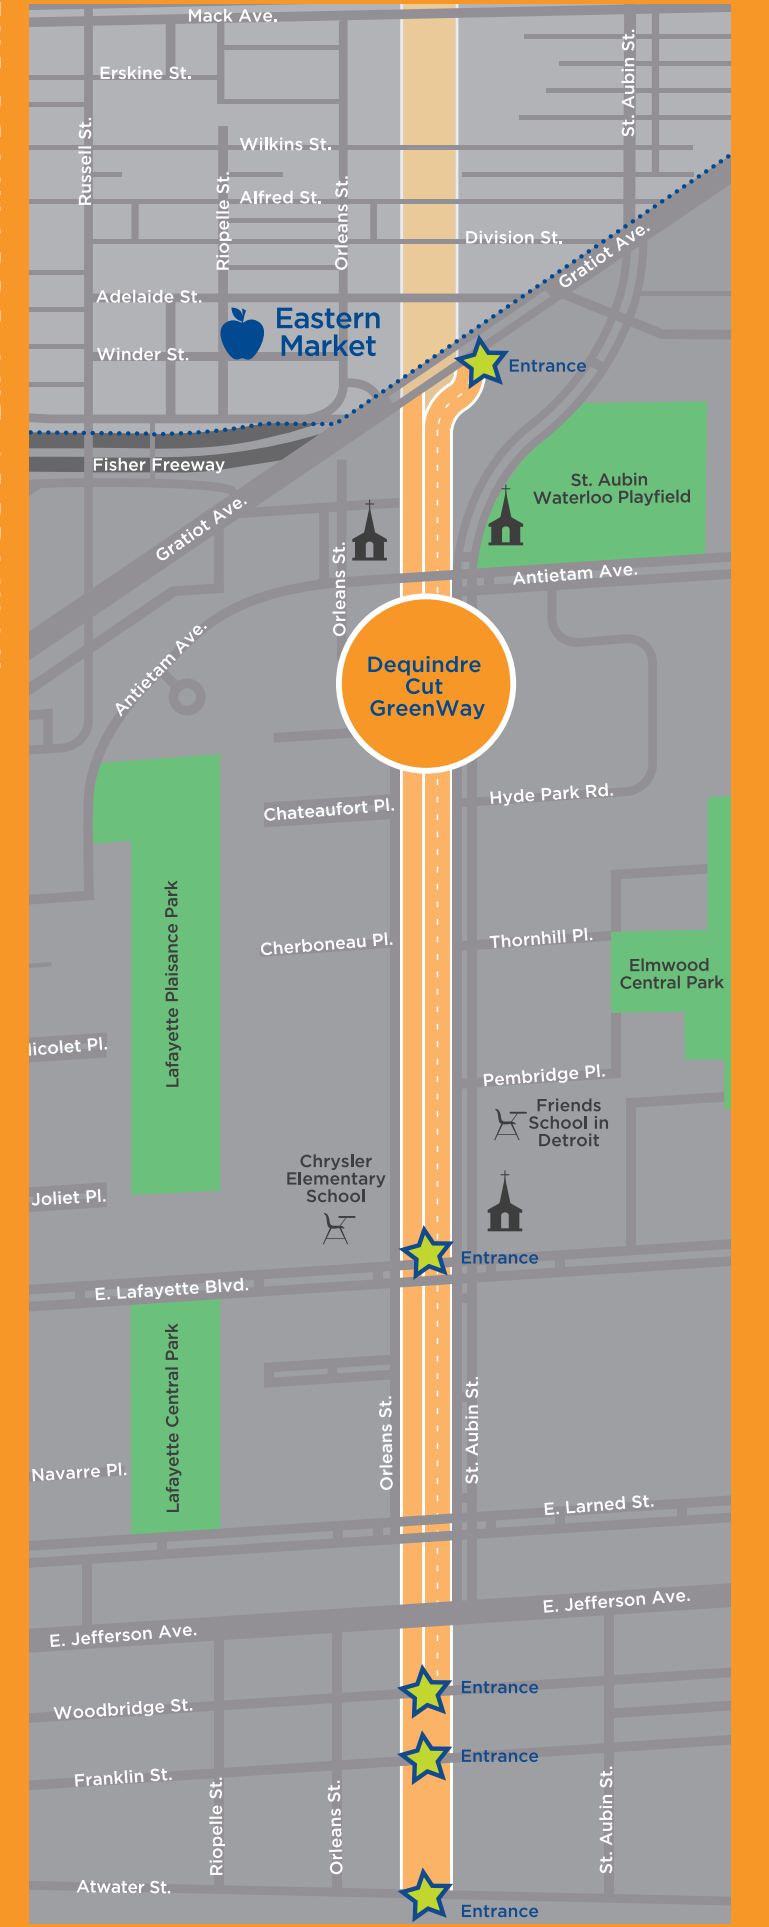 Mack Ave.
Erskine St.
St. Aubin St.
Russell St.
Wilkins St.
Riopelle St.
Alfred St.
Orleans St.
Division St.
Gratiot Ave.
Adelaide St.
Eastern
Market
Winder St.
Entrance
Fisher Freeway
St. Aubin
Waterloo Playfield
Gratiot Ave.
Orleans St.
Antietam Ave.
Antietam Ave.
Dequindre
Cut
GreenWay
Chateaufort Pl.
Hyde Park Rd.
Lafayette Plaisance Park
Cherboneau Pl.
Thornhill Pl.
Elmwood
Central Park
licolet Pl.
Pembridge Pl.
Friends
School in
Detroit
Chrysler
Elementary
School
Joliet Pl.
Entrance
E. Lafayette Blvd.
Lafayette Central Park
Orleans St.
St. Aubin St.
Navarre Pl.
E. Larned St.
E. Jefferson Ave.
E. Jefferson Ave.
Entrance
Woodbridge St.
Entrance
Franklin St.
Riopelle St.
Orleans St.
St. Aubin St.
Atwater St.
Entrance